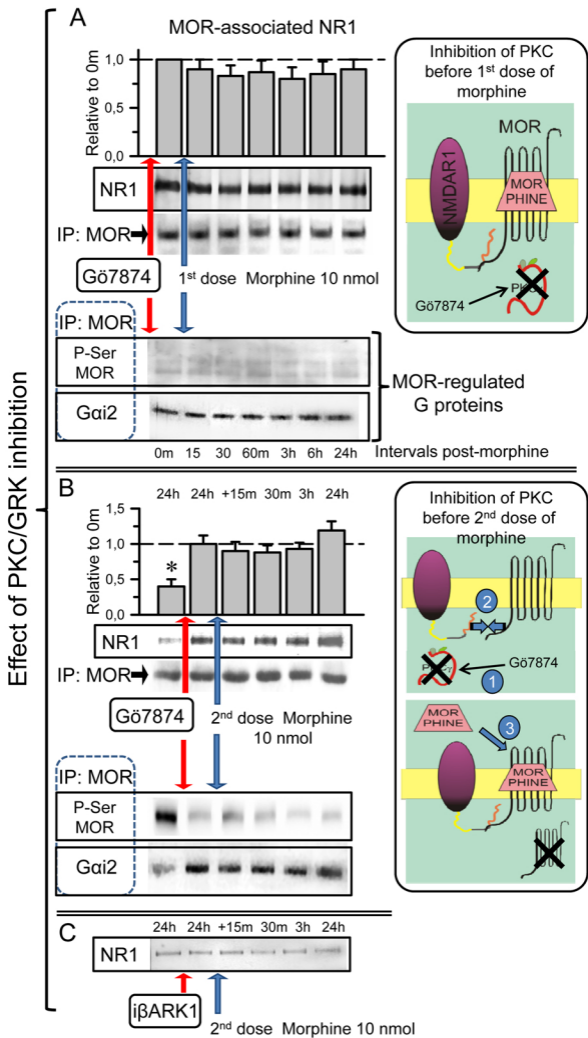 Effect of PKC/GRK inhibition
A
MOR-associated NR1
Relative to 0m
1,0
0,5
0,0
NR1
IP: MOR
Gö7874
1st dose Morphine 10 nmol
IP: MOR
P-Ser
MOR
Gαi2
MOR-regulated
G proteins
0m 15 30 60m 3h 6h 24h Intervals post-morphine
Inhibition of PKC
before 1st dose of
morphine
MOR
NMDAR1
MOR
PHINE
Gö7874
B
24h 24h +15m 30m 3h 24h
Relative to 0m
1,5
1,0
0,5
0,0
*
NR1
IP: MOR
Gö7874
2nd dose Morphine
10 nmol
IP: MOR
P-Ser
MOR
Gαi2
Inhibition of PKC
before 2nd dose of
morphine
2
Gö7874
1
MOR
PHINE
3
MOR
PHINE
C
24h 24h +15m 30m 3h 24h
NR1
iβARK1
2nd dose Morphine 10 nmol